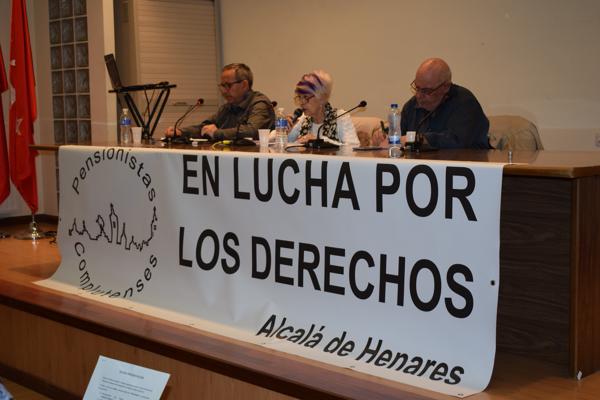 Pensionistas
Complutenses
EN LUCHA POR
LOS DERECHOS
Alcalá de Henares